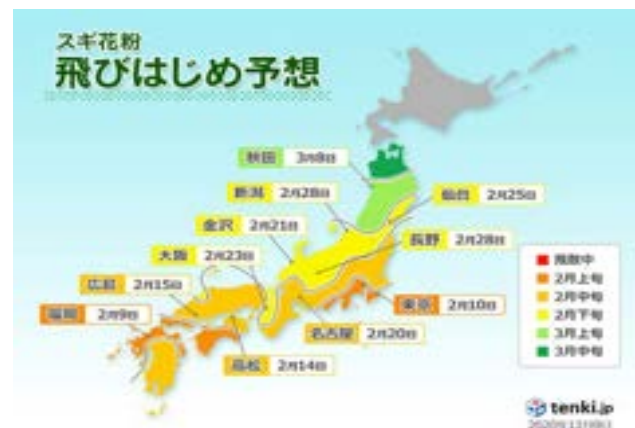 スギ花粉
飛びはじめ予想
秋田 3月8日
新潟 2月28日
仙台 2月25日
金沢 2月21日
長野 2月28日
大阪 2月23日
広島 2月15日
福岡 2月9日
東京 2月10日
名古屋 2月20日
高松 2月14日
飛散中
2月上旬
2月中旬
2月下旬
3月上旬
3月中旬
tenki.jp